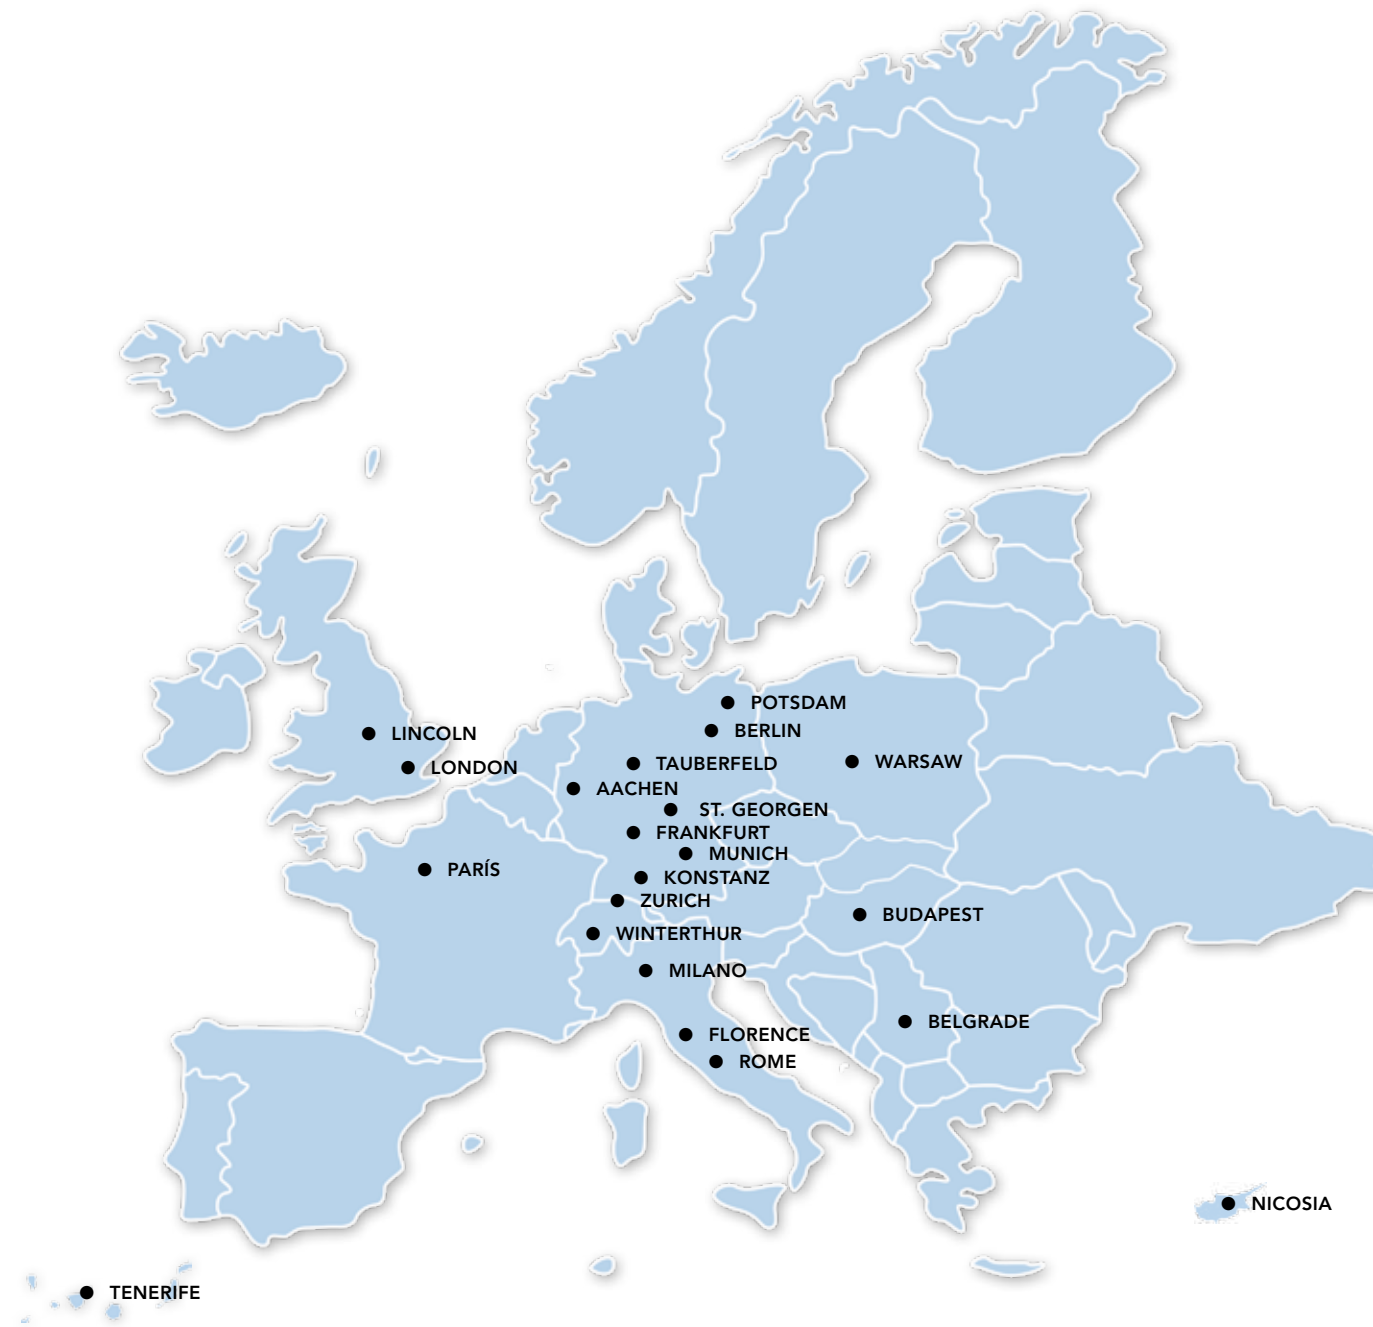 POTSDAM
BERLIN
LINCOLN
TAUBERFELD
WARSAW
LONDON
AACHEN
ST. GEORGEN
FRANKFURT
MUNICH
PARÍS
KONSTANZ
ZURICH
BUDAPEST
WINTERTHUR
MILANO
BELGRADE
FLORENCE
ROME
NICOSIA
TENERIFE